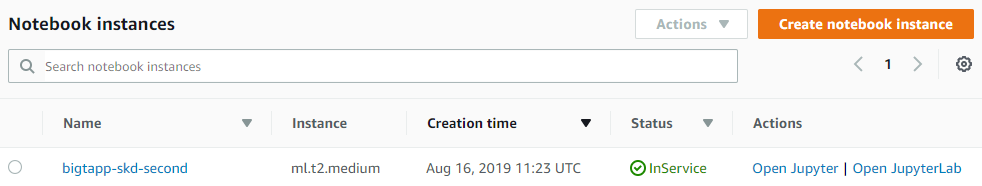 Notebook instances
Actions
Create notebook instance
Search notebook instances
1
Name Instance Creation time Status Actions
bigtapp-skd-second ml.t2.medium Aug 16, 2019 11:23 UTC InService Open Jupyter | Open JupyterLab